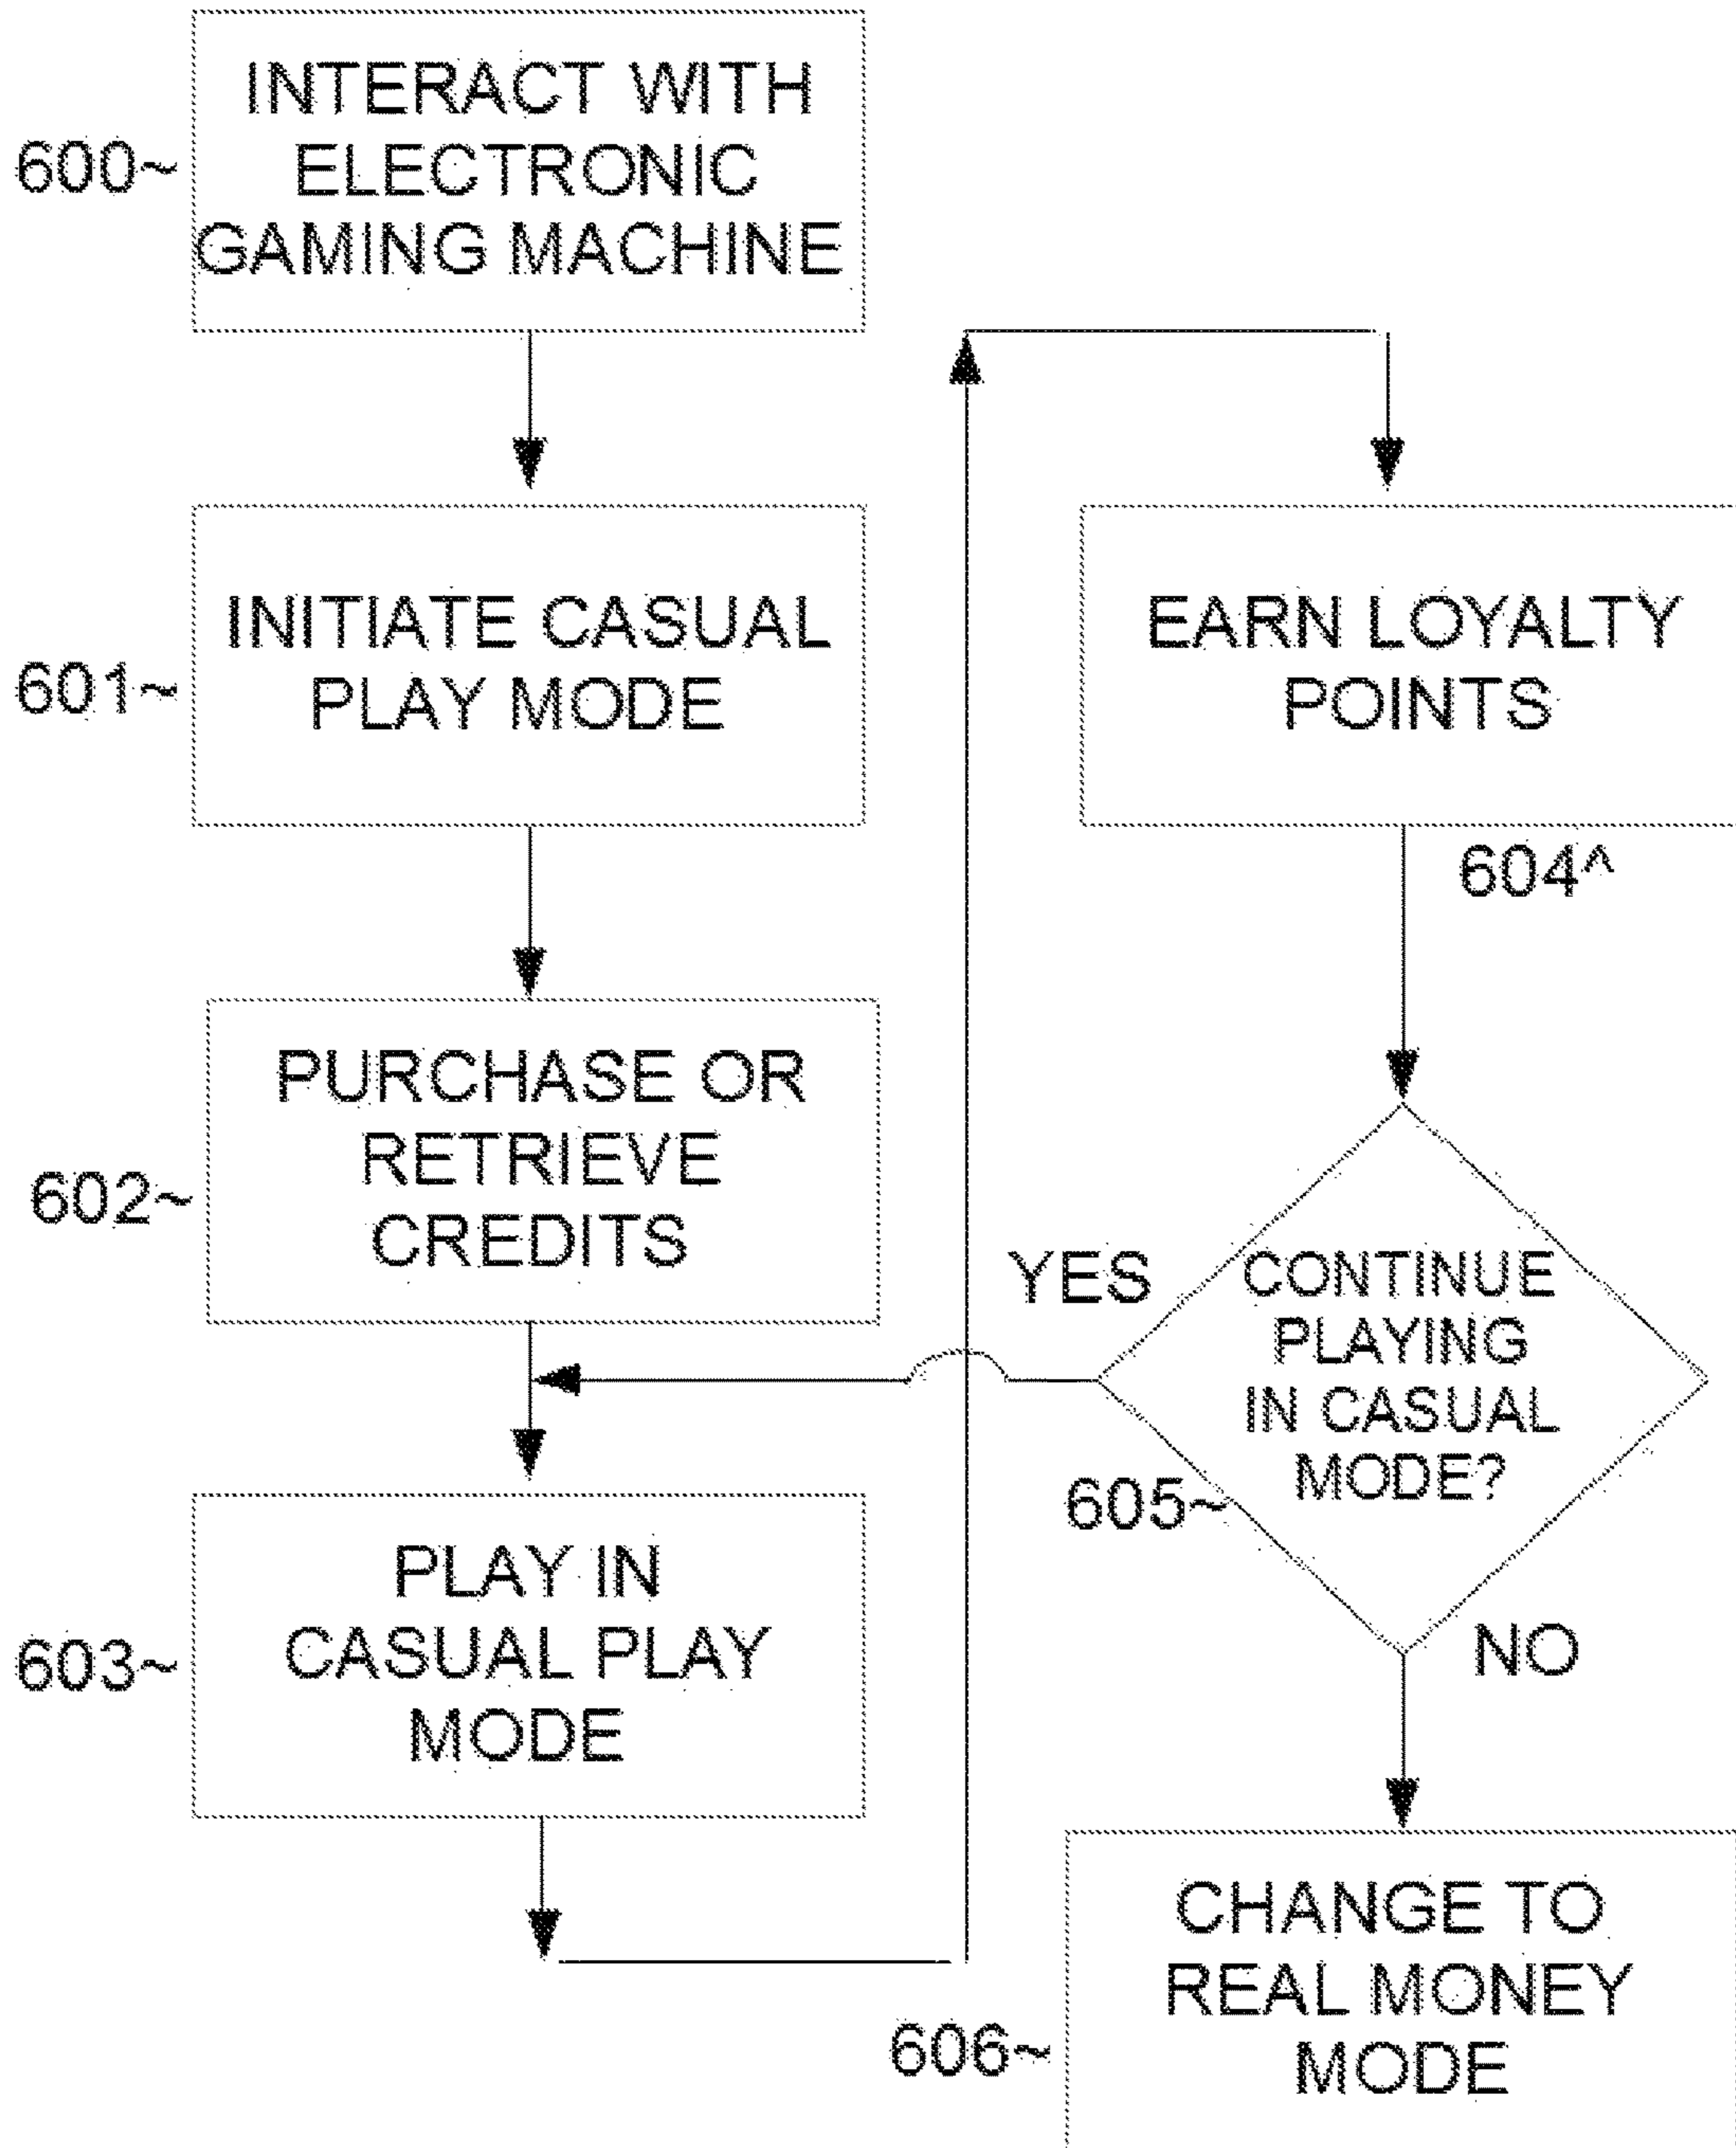 INTERACT WITH
ELECTRONIC
GAMING MACHINE
600~
INITIATE CASUAL
PLAY MODE
601~
PURCHASE OR
RETRIEVE
CREDITS
602~
PLAY IN
CASUAL PLAY
MODE
603~
EARN LOYALTY
POINTS
604^
YES
CONTINUE
PLAYING
IN CASUAL
MODE?
605~
NO
CHANGE TO
REAL MONEY
MODE
606~